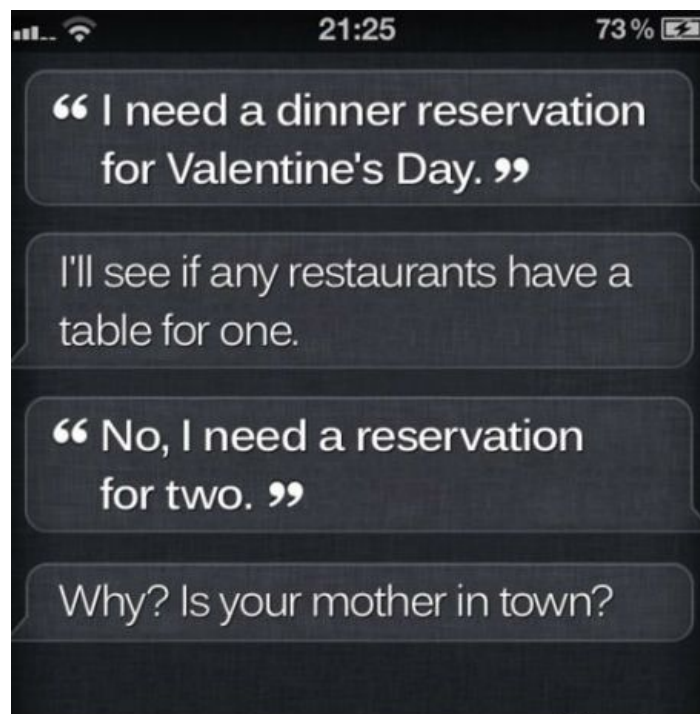 21:25 73%
“ I need a dinner reservation
for Valentine's Day. ”
I'll see if any restaurants have a
table for one.
“ No, I need a reservation
for two. ”
Why? Is your mother in town?